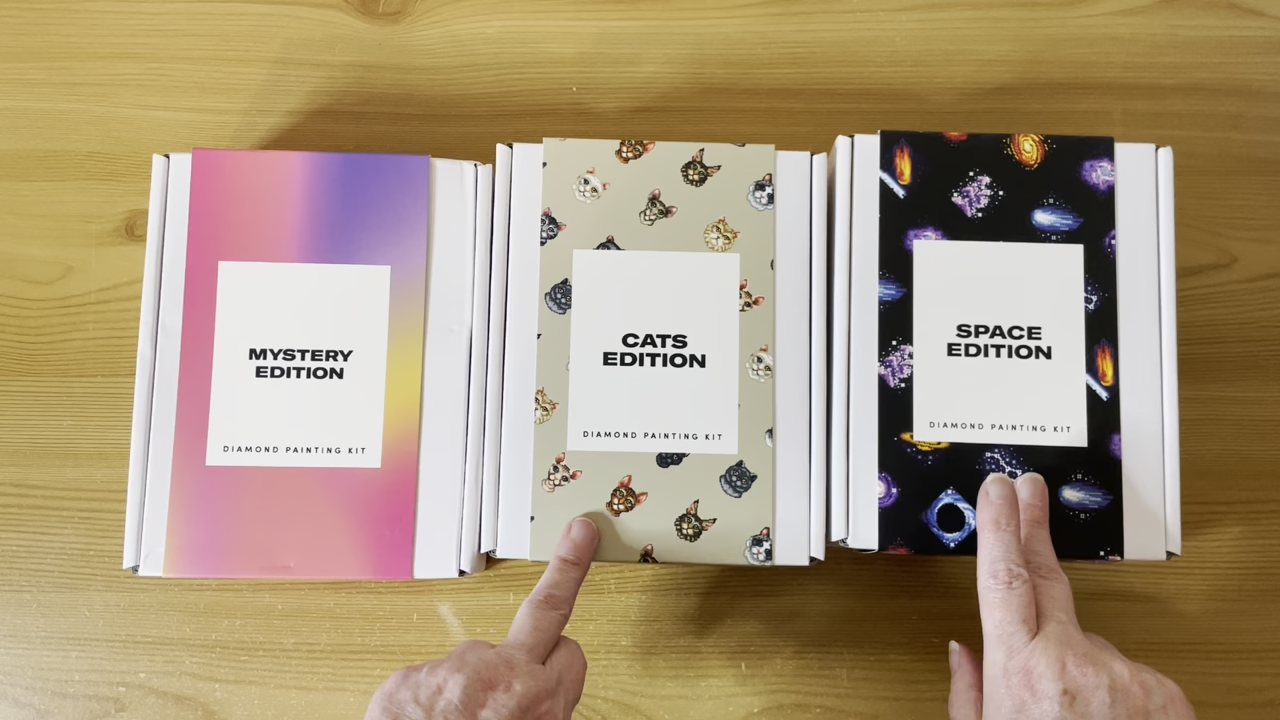 MYSTERY
EDITION
DIAMOND PAINTING KIT
CATS
EDITION
DIAMOND PAINTING KIT
SPACE
EDITION
DIAMOND PAINTING KIT